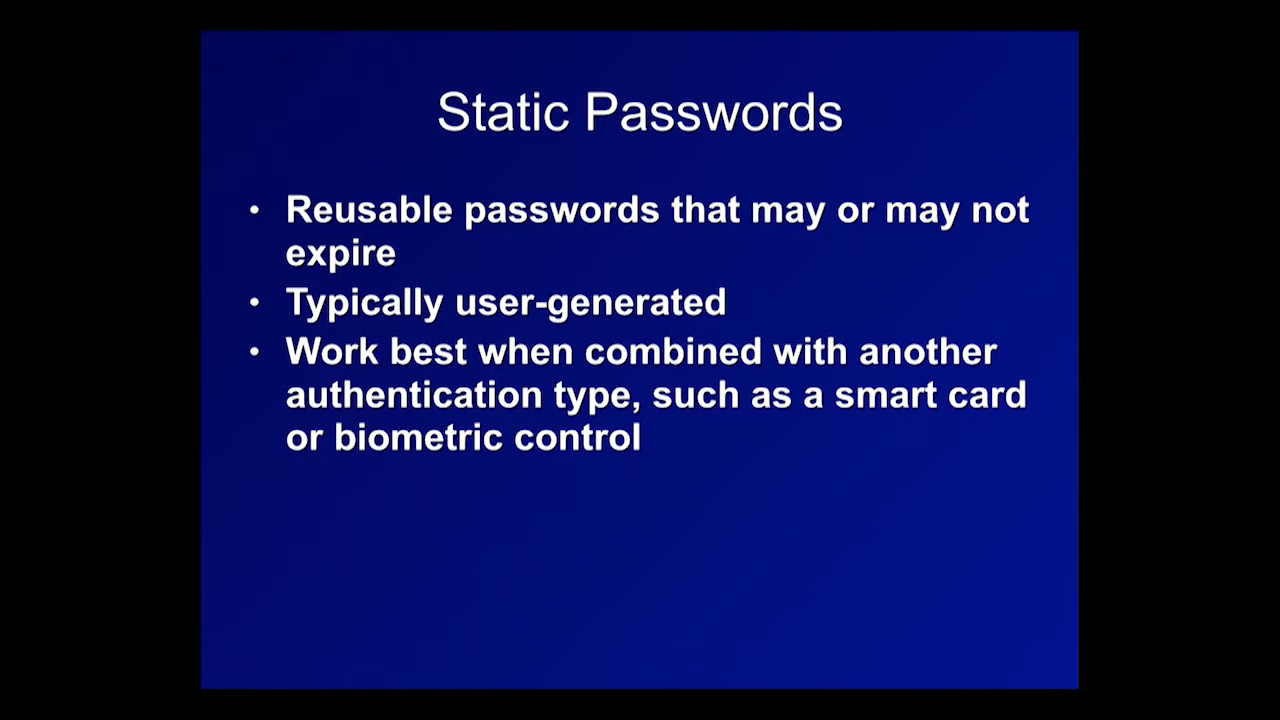 Static Passwords
• Reusable passwords that may or may not
expire
• Typically user-generated
• Work best when combined with another
authentication type, such as a smart card
or biometric control